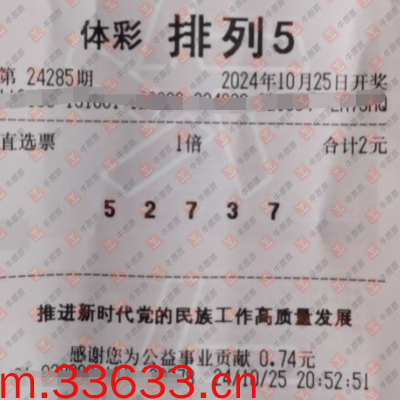 体彩 排列5
第 24285期 2024年10月25日开奖
直选票 1倍 合计2元
5 2 7 3 7
推进新时代党的民族工作高质量发展
感谢您为公益事业贡献 0.74元
24/10/25 20:52:51
m.33633.cn